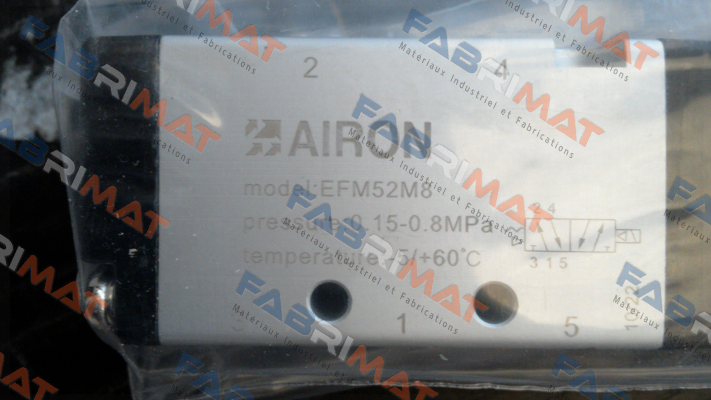 2 4
AIRON
model:EFM52M8
pressure:0.15-0.8MPa
temperature:-5/+60°C
2 4
3 1 5
1 5
FABRIMAT
Materiaux Industriel et Fabrications